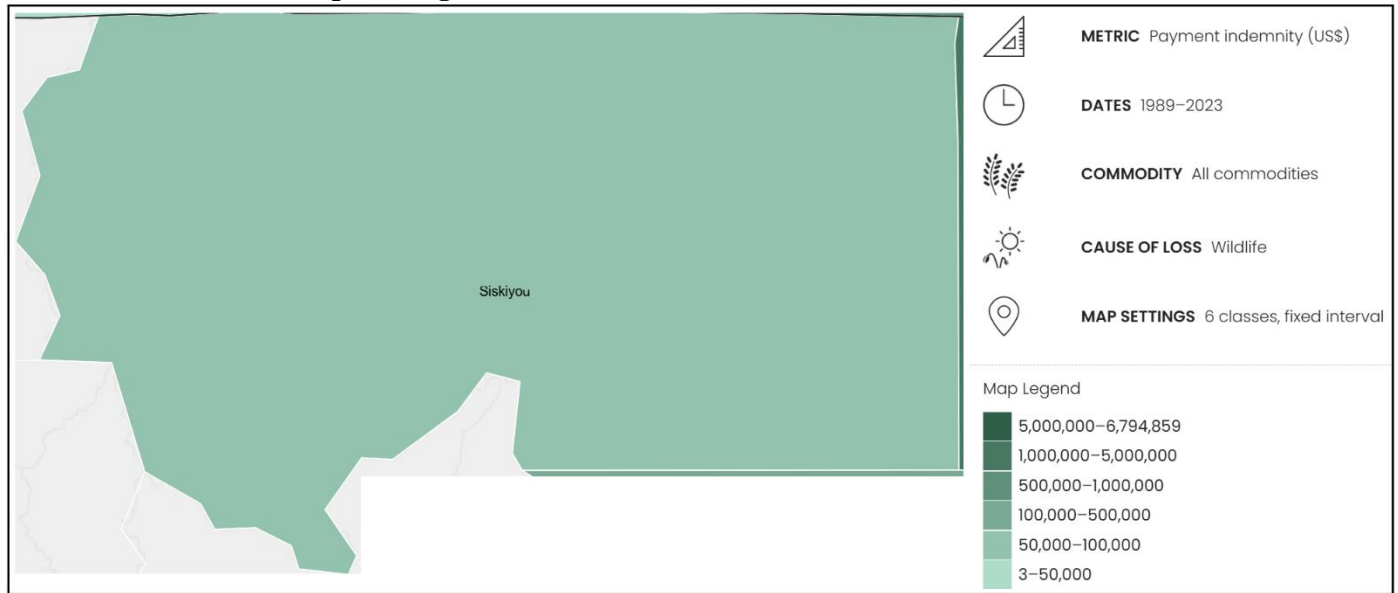 METRIC Payment indemnity (US$)
DATES 1989–2023
COMMODITY All commodities
CAUSE OF LOSS Wildlife
MAP SETTINGS 6 classes, fixed interval
Siskiyou
Map Legend
5,000,000–6,794,859
1,000,000–5,000,000
500,000–1,000,000
100,000–500,000
50,000–100,000
3–50,000